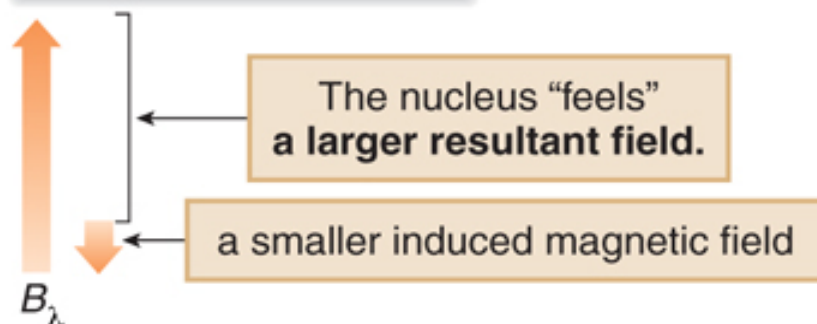 The nucleus “feels”
a larger resultant field.
a smaller induced magnetic field
B